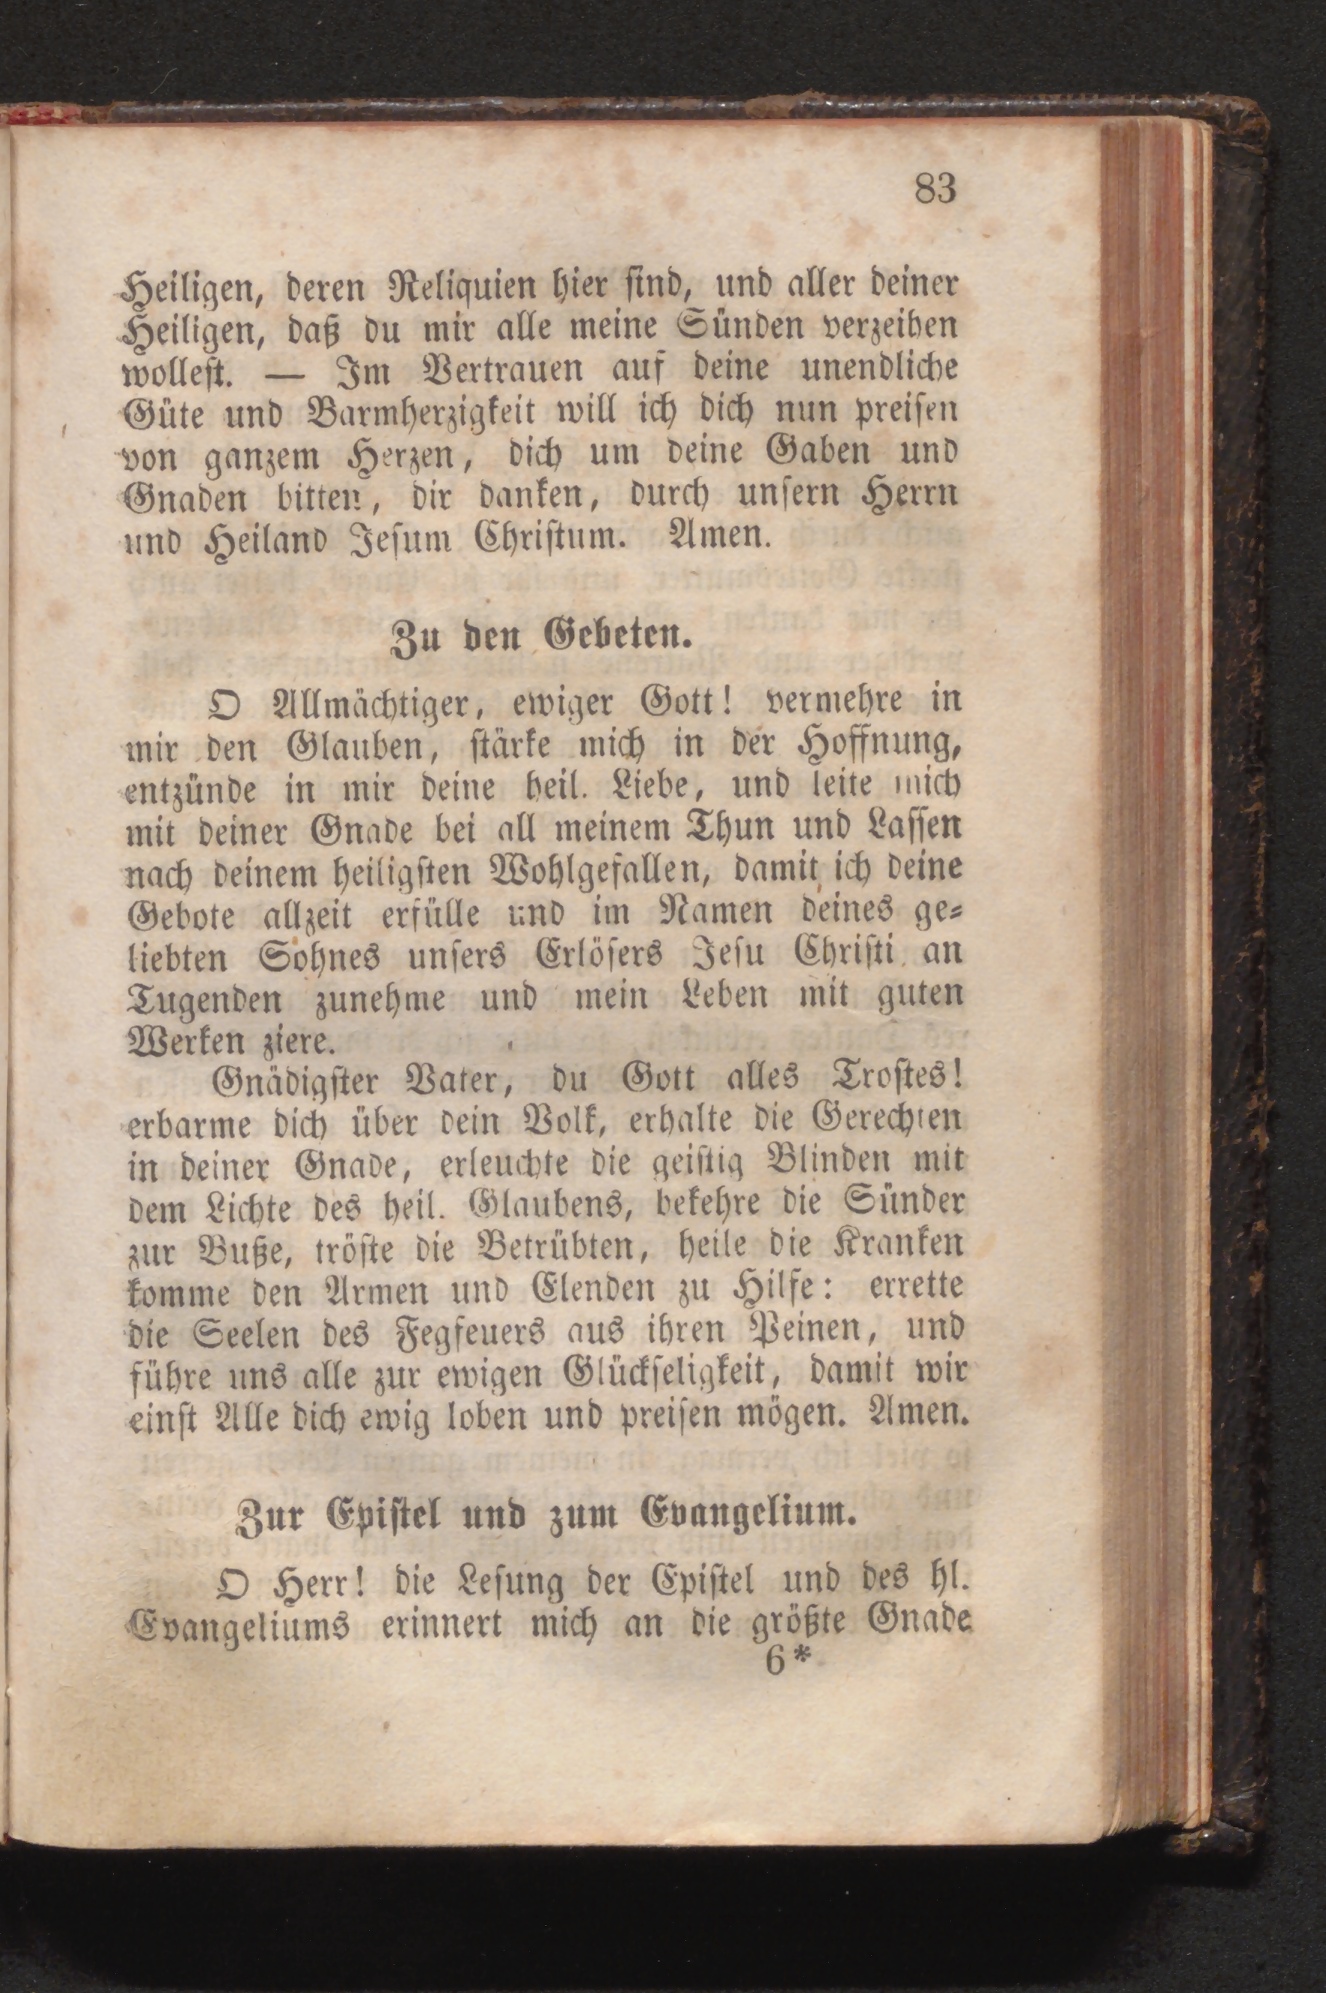 83
Heiligen, deren Reliquien hier sind, und aller deiner
Heiligen, daß du mir alle meine Sünden verzeihen
wollest. — Im Vertrauen auf deine unendliche
Güte und Barmherzigkeit will ich dich nun preisen
von ganzem Herzen, dich um deine Gaben und
Gnaden bitten, dir danken, durch unsern Herrn
und Heiland Jesum Christum. Amen.
Zu den Gebeten.
O Allmächtiger, ewiger Gott! vermehre in
mir den Glauben, stärke mich in der Hoffnung,
entzünde in mir deine heil. Liebe, und leite mich
mit deiner Gnade bei all meinem Thun und Lassen
nach deinem heiligsten Wohlgefallen, damit ich deine
Gebote allzeit erfülle und im Namen deines ge-
liebten Sohnes unsers Erlösers Jesu Christi an
Tugenden zunehme und mein Leben mit guten
Werken ziere.
Gnädigster Vater, du Gott alles Trostes!
erbarme dich über dein Volk, erhalte die Gerechten
in deiner Gnade, erleuchte die geistig Blinden mit
dem Lichte des heil. Glaubens, bekehre die Sünder
zur Buße, tröste die Betrübten, heile die Kranken
komme den Armen und Elenden zu Hilfe: errette
die Seelen des Fegfeuers aus ihren Peinen, und
führe uns alle zur ewigen Glückseligkeit, damit wir
einst Alle dich ewig loben und preisen mögen. Amen.
Zur Epistel und zum Evangelium.
O Herr! die Lesung der Epistel und des hl.
Evangeliums erinnert mich an die größte Gnade
6*